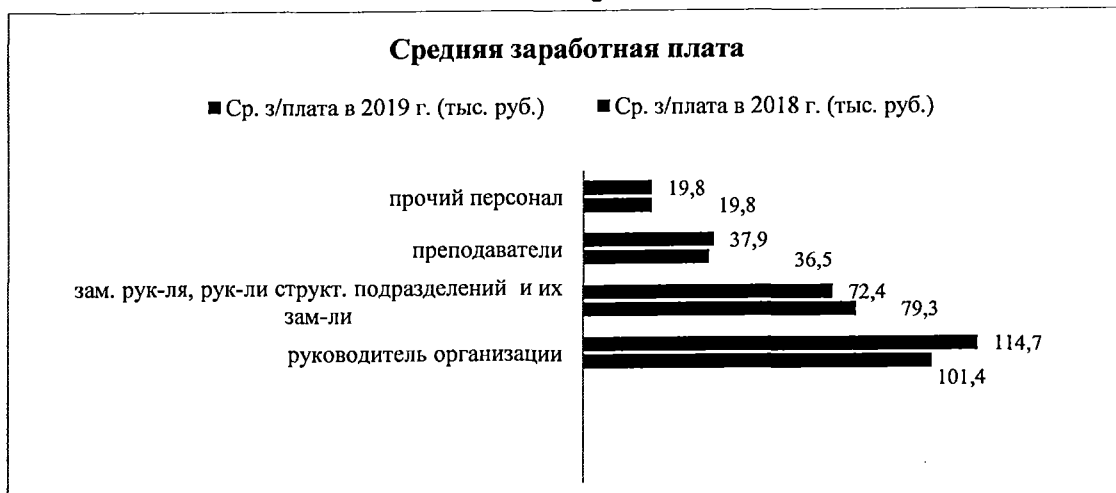 Средняя заработная плата
Ср. з/плата в 2019 г. (тыс. руб.) Ср. з/плата в 2018 г. (тыс. руб.)
прочий персонал 19,8
19,8
преподаватели 37,9
36,5
зам. рук-ля, рук-ли структ. подразделений и их 72,4
зам-ли 79,3
руководитель организации 114,7
101,4